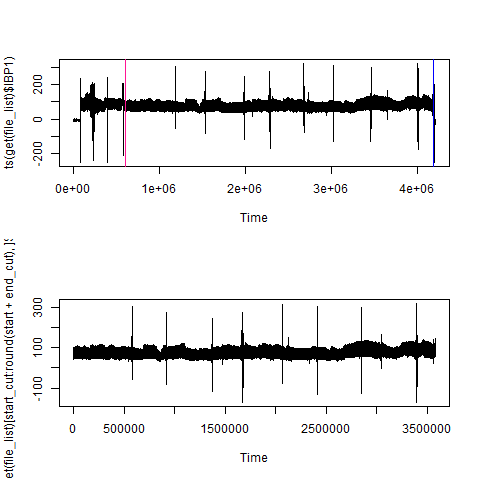 ts(get(file_list)$IBP1)
200
0
-200
0e+00
1e+06
2e+06
3e+06
4e+06
Time
et(file_list)[start_cut:round(start + end_cut), ]$
300
100
-100
0
500000
1500000
2500000
3500000
Time